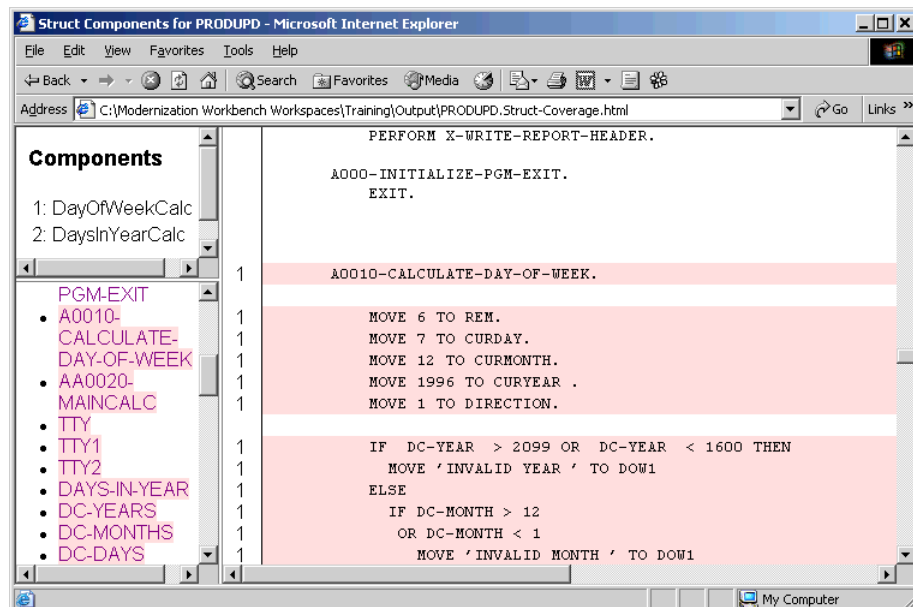 Struct Components for PRODUPD - Microsoft Internet Explorer
File Edit View Favorites Tools Help
Back Search Favorites Media
Address C:\Modernization Workbench Workspaces\Training\Output\PRODUPD.Struct-Coverage.html Go Links »
Components
1: DayOfWeekCalc
2: DaysInYearCalc
PGM-EXIT
• A0010-
CALCULATE-
DAY-OF-WEEK
• AA0020-
MAINCALC
• TTY
• TTY1
• TTY2
• DAYS-IN-YEAR
• DC-YEARS
• DC-MONTHS
• DC-DAYS
PERFORM X-WRITE-REPORT-HEADER.
A000-INITIALIZE-PGM-EXIT.
EXIT.
1 A0010-CALCULATE-DAY-OF-WEEK.
1 MOVE 6 TO REM.
1 MOVE 7 TO CURDAY.
1 MOVE 12 TO CURMONTH.
1 MOVE 1996 TO CURYEAR .
1 MOVE 1 TO DIRECTION.
1 IF DC-YEAR > 2099 OR DC-YEAR < 1600 THEN
1 MOVE 'INVALID YEAR ' TO DOW1
1 ELSE
1 IF DC-MONTH > 12
1 OR DC-MONTH < 1
1 MOVE 'INVALID MONTH ' TO DOW1
My Computer